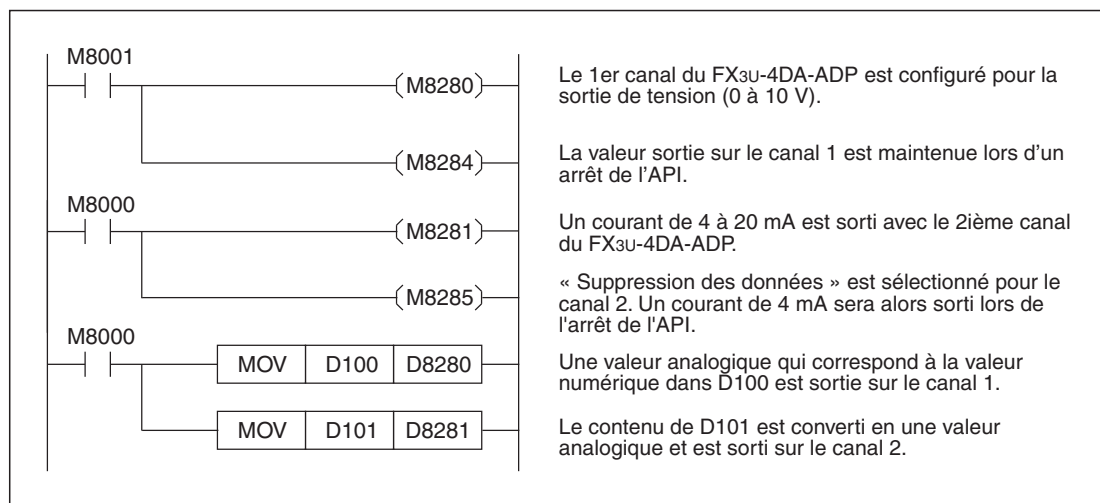 M8001
M8280
Le 1er canal du FX3U-4DA-ADP est configuré pour la
sortie de tension (0 à 10 V).
M8284
La valeur sortie sur le canal 1 est maintenue lors d’un
arrêt de l’API.
M8000
M8281
Un courant de 4 à 20 mA est sorti avec le 2ième canal
du FX3U-4DA-ADP.
M8285
« Suppression des données » est sélectionné pour le
canal 2. Un courant de 4 mA sera alors sorti lors de
l'arrêt de l'API.
M8000
MOV D100 D8280
Une valeur analogique qui correspond à la valeur
numérique dans D100 est sortie sur le canal 1.
MOV D101 D8281
Le contenu de D101 est converti en une valeur
analogique et est sorti sur le canal 2.